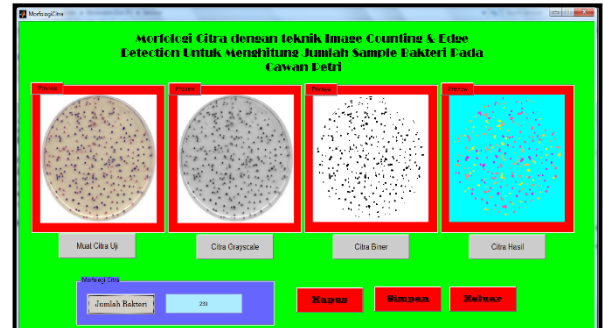 MorfologiCitra
Morfologi Citra dengan teknik Image Counting & Edge
Detection Untuk Menghitung Jumlah Sample Bakteri Pada
Cawan Petri
Preview Preview Preview Preview
Muat Citra Uji Citra Grayscale Citra Biner Citra Hasil
Morfologi Citra
Jumlah Bakteri
Hapus Simpan Keluar